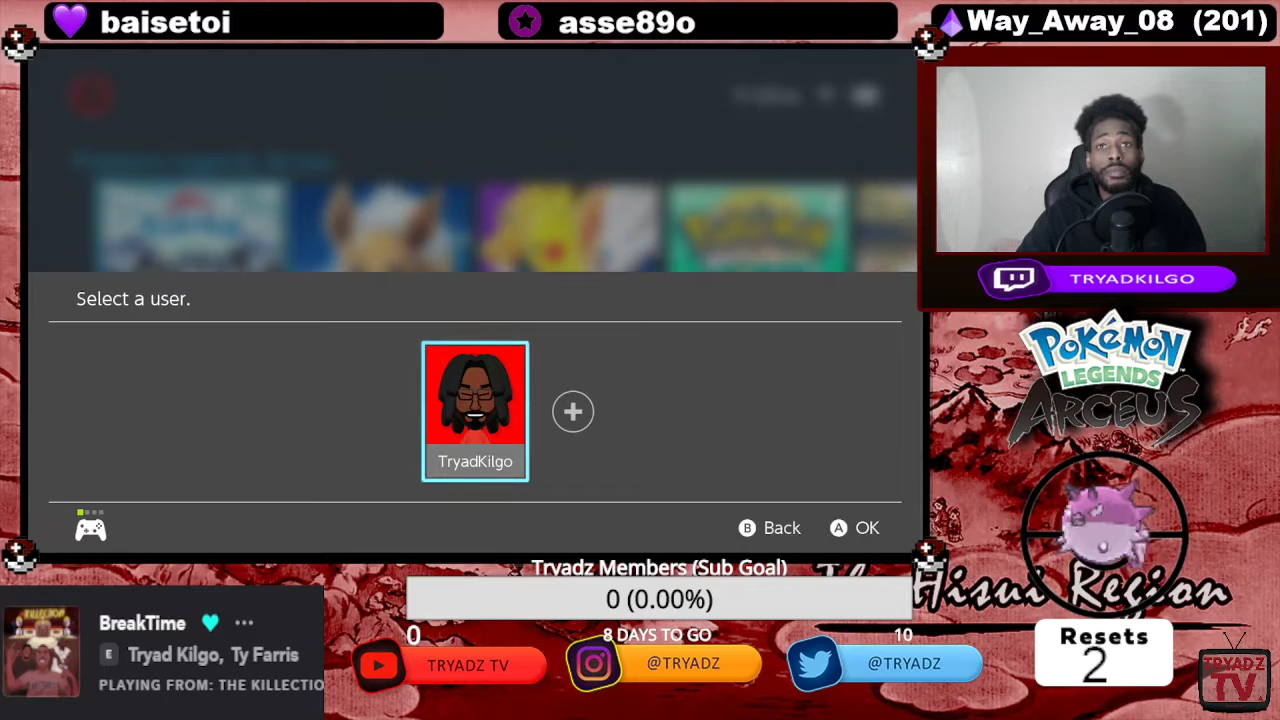 baisetoi
asse89o
Way_Away_08 (201)
TRYADKILGO
Select a user.
TryadKilgo
B Back
A OK
POKéMON
LEGENDS
ARCEUS
Hisui Region
Tryadz Members (Sub Goal)
0 (0.00%)
0
8 DAYS TO GO
10
BreakTime
E Tryad Kilgo, Ty Farris
PLAYING FROM: THE KILLECTIO
TRYADZ TV
@TRYADZ
@TRYADZ
Resets
2
TRYADZ
TV